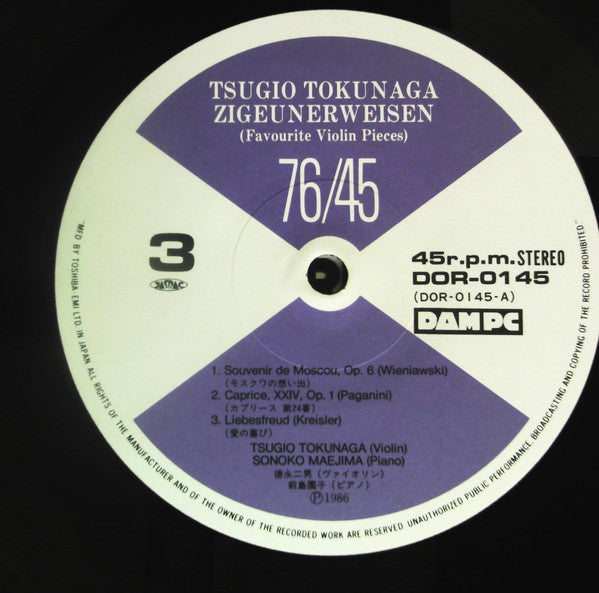 TSUGIO TOKUNAGA
ZIGEUNERWEISEN
(Favourite Violin Pieces)
76/45
3
JASRAC
45r.p.m. STEREO
DOR-0145
(DOR-0145-A)
DAM PC
1. Souvenir de Moscou, Op. 6 (Wieniawski)
(モスクワの想い出)
2. Caprice, XXIV, Op. 1 (Paganini)
(カプリース 第24番)
3. Liebesfreud (Kreisler)
(愛の喜び)
TSUGIO TOKUNAGA (Violin)
SONOKO MAEJIMA (Piano)
徳永二男 (ヴァイオリン)
前島園子 (ピアノ)
Ⓟ1986
"MFD BY TOSHIBA-EMI LTD. IN JAPAN ALL RIGHTS OF THE MANUFACTURER AND OF THE OWNER OF THE RECORDED WORK ARE RESERVED. UNAUTHORIZED PUBLIC PERFORMANCE, BROADCASTING AND COPYING OF THE RECORD PROHIBITED"